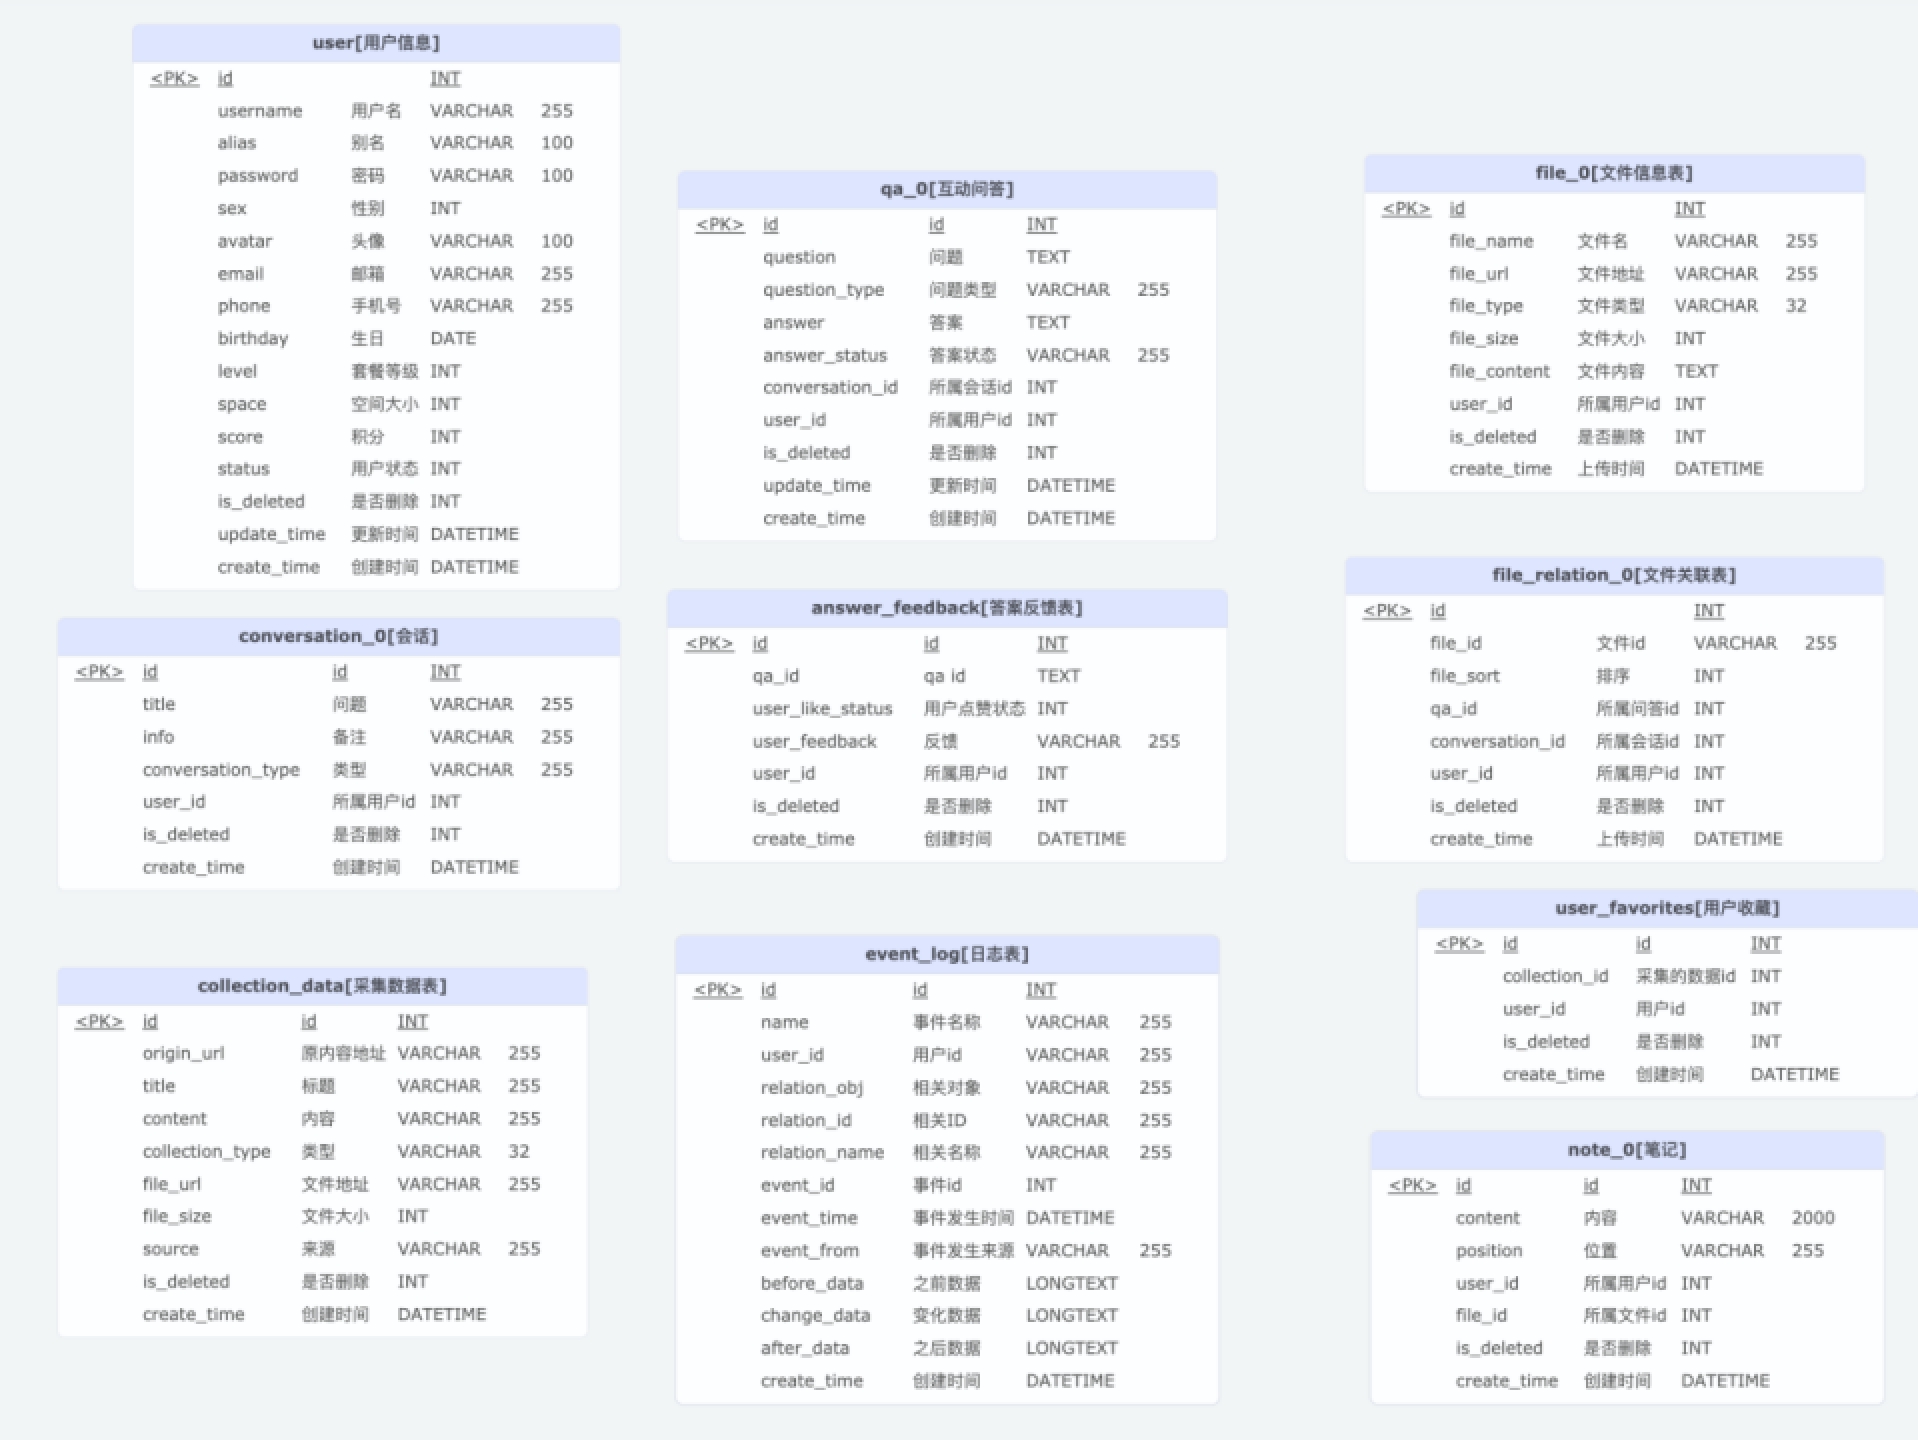 user[用户信息]
<PK> id INT
username 用户名 VARCHAR 255
alias 别名 VARCHAR 100
password 密码 VARCHAR 100
sex 性别 INT
avatar 头像 VARCHAR 100
email 邮箱 VARCHAR 255
phone 手机号 VARCHAR 255
birthday 生日 DATE
level 套餐等级 INT
space 空间大小 INT
score 积分 INT
status 用户状态 INT
is_deleted 是否删除 INT
update_time 更新时间 DATETIME
create_time 创建时间 DATETIME
conversation_0[会话]
<PK> id id INT
title 问题 VARCHAR 255
info 备注 VARCHAR 255
conversation_type 类型 VARCHAR 255
user_id 所属用户id INT
is_deleted 是否删除 INT
create_time 创建时间 DATETIME
collection_data[采集数据表]
<PK> id id INT
origin_url 原内容地址 VARCHAR 255
title 标题 VARCHAR 255
content 内容 VARCHAR 255
collection_type 类型 VARCHAR 32
file_url 文件地址 VARCHAR 255
file_size 文件大小 INT
source 来源 VARCHAR 255
is_deleted 是否删除 INT
create_time 创建时间 DATETIME
qa_0[互动问答]
<PK> id id INT
question 问题 TEXT
question_type 问题类型 VARCHAR 255
answer 答案 TEXT
answer_status 答案状态 VARCHAR 255
conversation_id 所属会话id INT
user_id 所属用户id INT
is_deleted 是否删除 INT
update_time 更新时间 DATETIME
create_time 创建时间 DATETIME
answer_feedback[答案反馈表]
<PK> id id INT
qa_id qa id TEXT
user_like_status 用户点赞状态 INT
user_feedback 反馈 VARCHAR 255
user_id 所属用户id INT
is_deleted 是否删除 INT
create_time 创建时间 DATETIME
event_log[日志表]
<PK> id id INT
name 事件名称 VARCHAR 255
user_id 用户id VARCHAR 255
relation_obj 相关对象 VARCHAR 255
relation_id 相关ID VARCHAR 255
relation_name 相关名称 VARCHAR 255
event_id 事件id INT
event_time 事件发生时间 DATETIME
event_from 事件发生来源 VARCHAR 255
before_data 之前数据 LONGTEXT
change_data 变化数据 LONGTEXT
after_data 之后数据 LONGTEXT
create_time 创建时间 DATETIME
file_0[文件信息表]
<PK> id INT
file_name 文件名 VARCHAR 255
file_url 文件地址 VARCHAR 255
file_type 文件类型 VARCHAR 32
file_size 文件大小 INT
file_content 文件内容 TEXT
user_id 所属用户id INT
is_deleted 是否删除 INT
create_time 上传时间 DATETIME
file_relation_0[文件关联表]
<PK> id INT
file_id 文件id VARCHAR 255
file_sort 排序 INT
qa_id 所属问答id INT
conversation_id 所属会话id INT
user_id 所属用户id INT
is_deleted 是否删除 INT
create_time 上传时间 DATETIME
user_favorites[用户收藏]
<PK> id id INT
collection_id 采集的数据id INT
user_id 用户id INT
is_deleted 是否删除 INT
create_time 创建时间 DATETIME
note_0[笔记]
<PK> id id INT
content 内容 VARCHAR 2000
position 位置 VARCHAR 255
user_id 所属用户id INT
file_id 所属文件id INT
is_deleted 是否删除 INT
create_time 创建时间 DATETIME